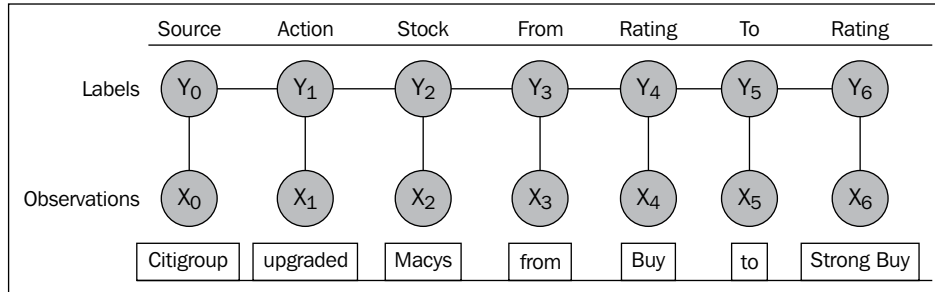 Source Action Stock From Rating To Rating
Labels Y0 Y1 Y2 Y3 Y4 Y5 Y6
Observations X0 X1 X2 X3 X4 X5 X6
Citigroup upgraded Macys from Buy to Strong Buy